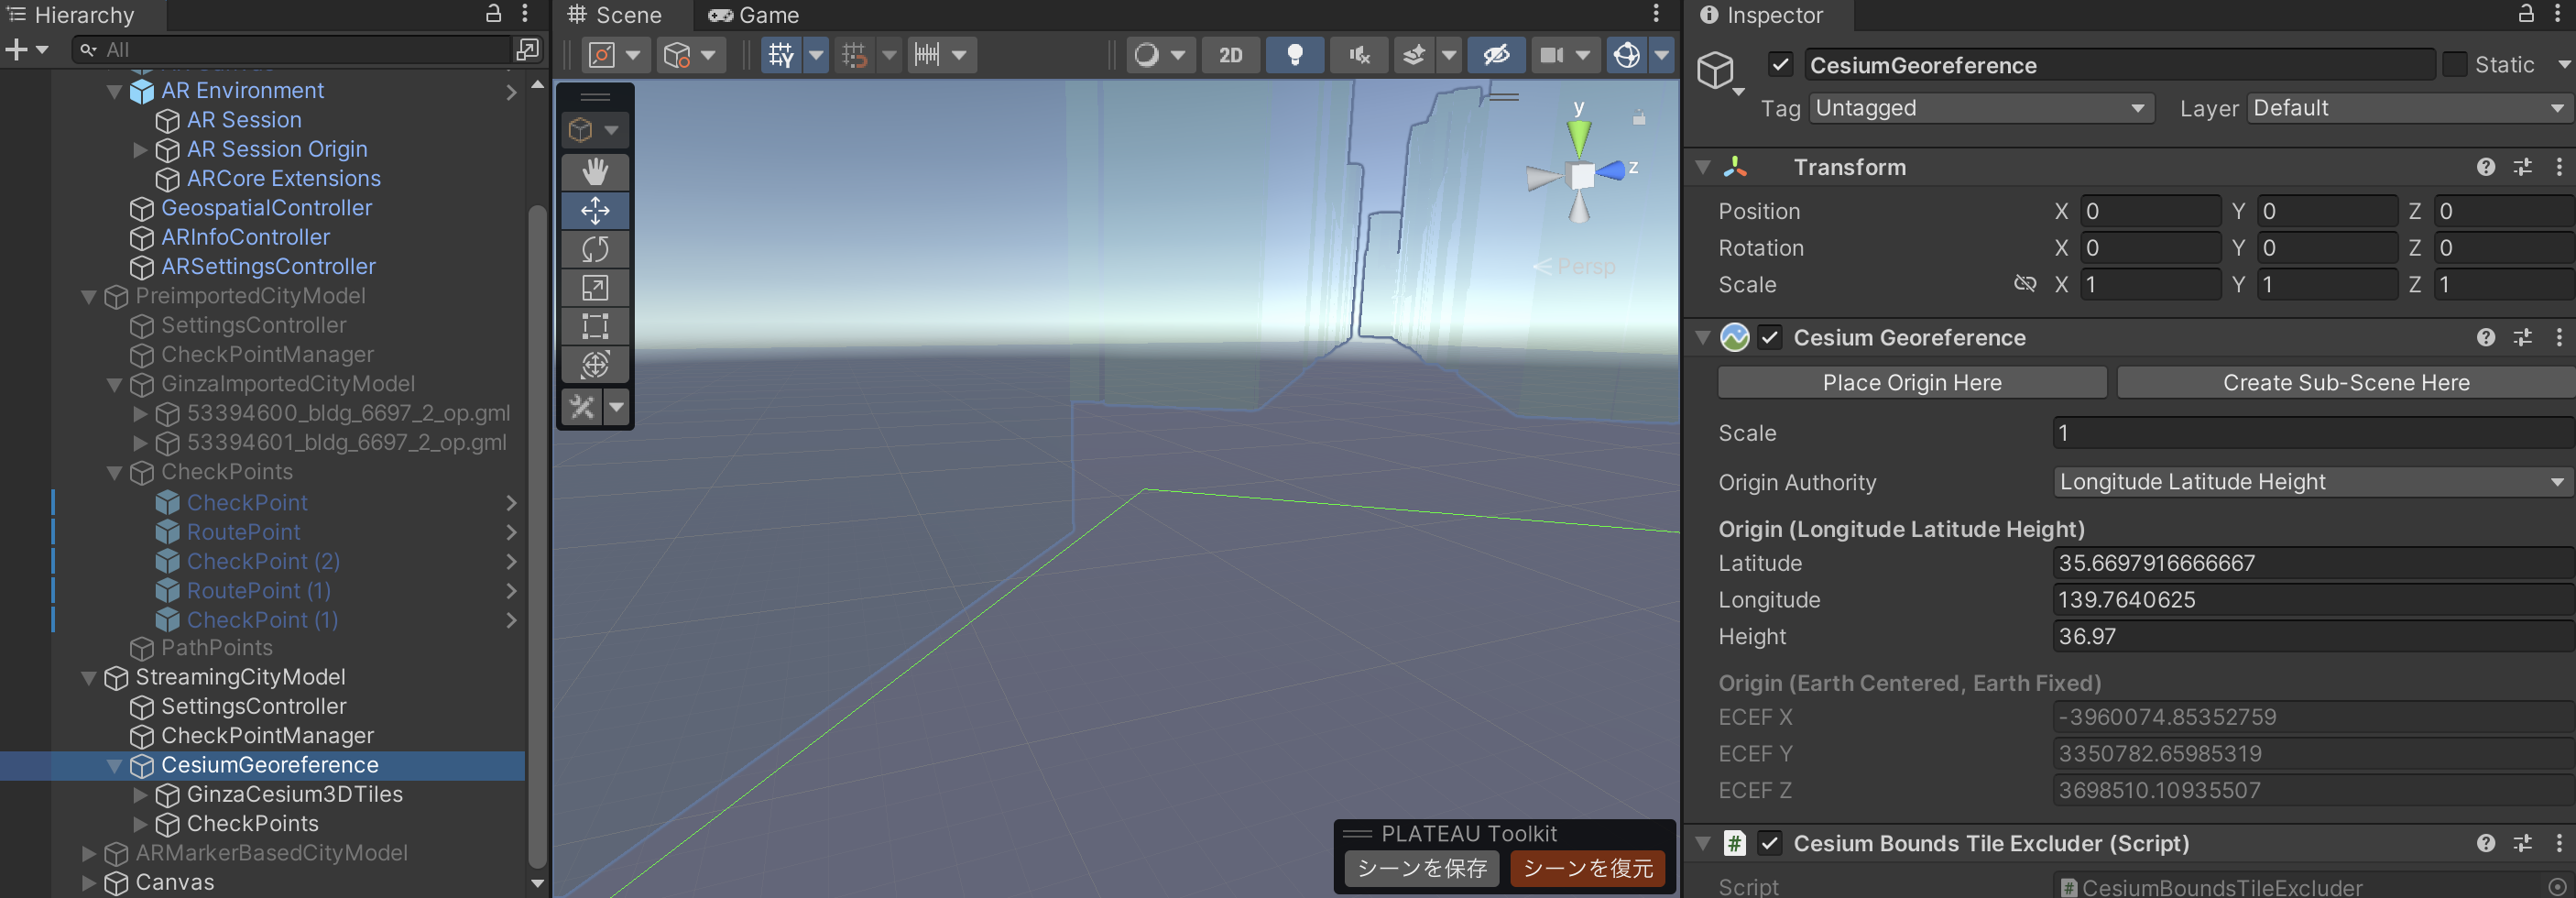 Hierarchy
All
AR Environment
AR Session
AR Session Origin
ARCore Extensions
GeospatialController
ARInfoController
ARSettingsController
PreimportedCityModel
SettingsController
CheckPointManager
GinzaImportedCityModel
53394600_bldg_6697_2_op.gml
53394601_bldg_6697_2_op.gml
CheckPoints
CheckPoint
RoutePoint
CheckPoint (2)
RoutePoint (1)
CheckPoint (1)
PathPoints
StreamingCityModel
SettingsController
CheckPointManager
CesiumGeoreference
GinzaCesium3DTiles
CheckPoints
ARMarkerBasedCityModel
Canvas
Scene
Game
2D
y
z
Persp
PLATEAU Toolkit
シーンを保存
シーンを復元
Inspector
CesiumGeoreference
Static
Tag Untagged
Layer Default
Transform
Position X 0 Y 0 Z 0
Rotation X 0 Y 0 Z 0
Scale X 1 Y 1 Z 1
Cesium Georeference
Place Origin Here
Create Sub-Scene Here
Scale 1
Origin Authority Longitude Latitude Height
Origin (Longitude Latitude Height)
Latitude 35.6697916666667
Longitude 139.7640625
Height 36.97
Origin (Earth Centered, Earth Fixed)
ECEF X -3960074.85352759
ECEF Y 3350782.65985319
ECEF Z 3698510.10935507
# Cesium Bounds Tile Excluder (Script)
Script # CesiumBoundsTileExcluder